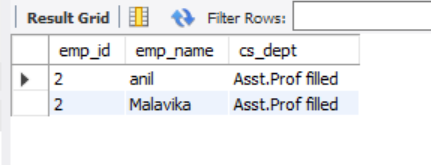 Result Grid Filter Rows:
emp_id emp_name cs_dept
2 anil Asst.Prof filled
2 Malavika Asst.Prof filled